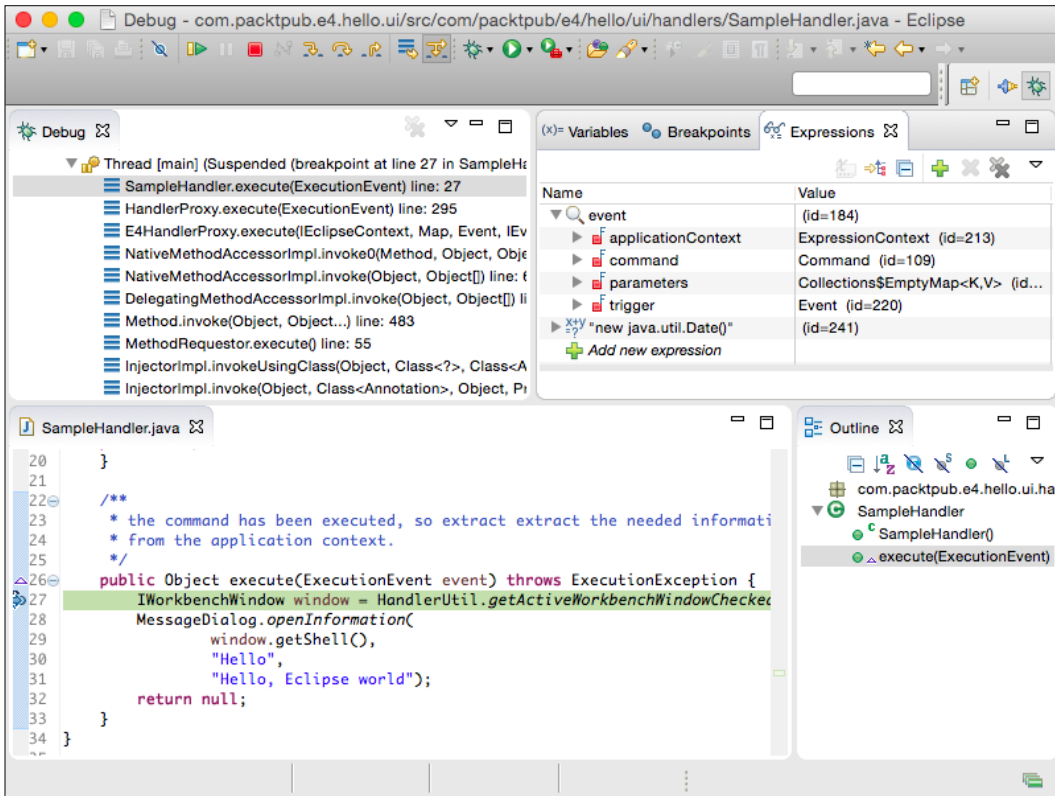 Debug - com.packtpub.e4.hello.ui/src/com/packtpub/e4/hello/ui/handlers/SampleHandler.java - Eclipse
Debug
Thread [main] (Suspended (breakpoint at line 27 in SampleHa
SampleHandler.execute(ExecutionEvent) line: 27
HandlerProxy.execute(ExecutionEvent) line: 295
E4HandlerProxy.execute(IEclipseContext, Map, Event, IEv
NativeMethodAccessorImpl.invoke0(Method, Object, Obje
NativeMethodAccessorImpl.invoke(Object, Object[]) line: 6
DelegatingMethodAccessorImpl.invoke(Object, Object[]) li
Method.invoke(Object, Object...) line: 483
MethodRequestor.execute() line: 55
InjectorImpl.invokeUsingClass(Object, Class<?>, Class<A
InjectorImpl.invoke(Object, Class<Annotation>, Object, Pr
(x)= Variables Breakpoints Expressions
Name Value
event (id=184)
applicationContext ExpressionContext (id=213)
command Command (id=109)
parameters Collections$EmptyMap<K,V> (id...
trigger Event (id=220)
"new java.util.Date()" (id=241)
Add new expression
SampleHandler.java
20 }
21
22 /**
23 * the command has been executed, so extract extract the needed informati
24 * from the application context.
25 */
26 public Object execute(ExecutionEvent event) throws ExecutionException {
27 IWorkbenchWindow window = HandlerUtil.getActiveWorkbenchWindowChecked
28 MessageDialog.openInformation(
29 window.getShell(),
30 "Hello",
31 "Hello, Eclipse world");
32 return null;
33 }
34 }
Outline
com.packtpub.e4.hello.ui.ha
SampleHandler
SampleHandler()
execute(ExecutionEvent)